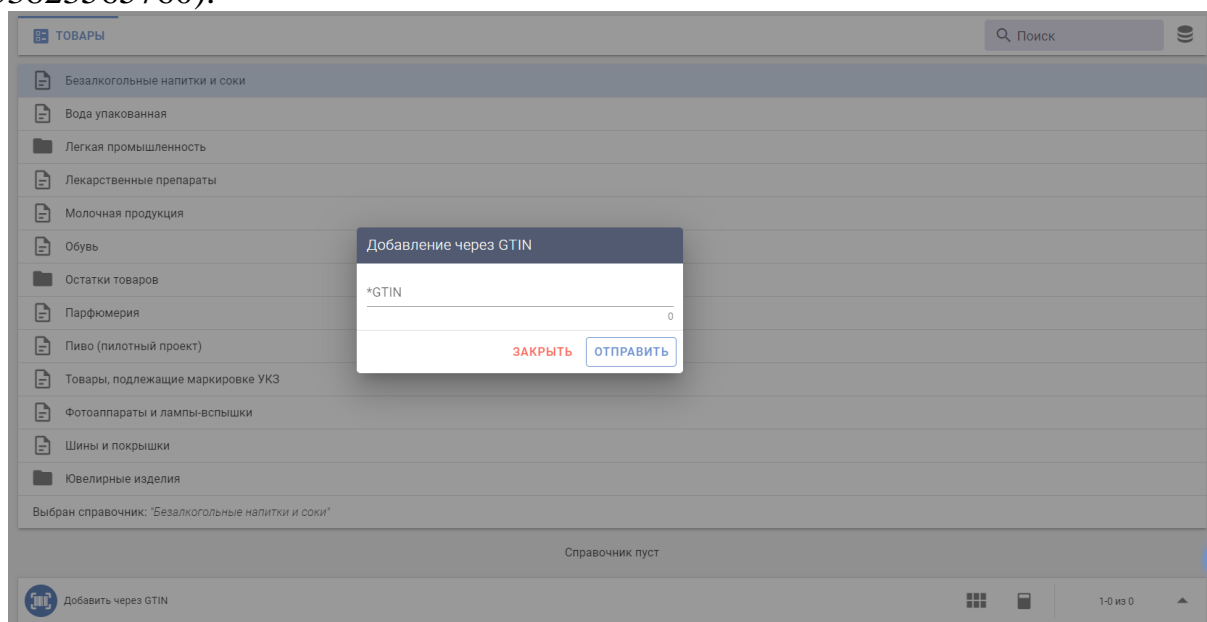 ТОВАРЫ
Поиск
Безалкогольные напитки и соки
Вода упакованная
Легкая промышленность
Лекарственные препараты
Молочная продукция
Обувь
Остатки товаров
Парфюмерия
Пиво (пилотный проект)
Товары, подлежащие маркировке УКЗ
Фотоаппараты и лампы-вспышки
Шины и покрышки
Ювелирные изделия
Добавление через GTIN
*GTIN
0
ЗАКРЫТЬ ОТПРАВИТЬ
Выбран справочник: "Безалкогольные напитки и соки"
Справочник пуст
Добавить через GTIN
1-0 из 0